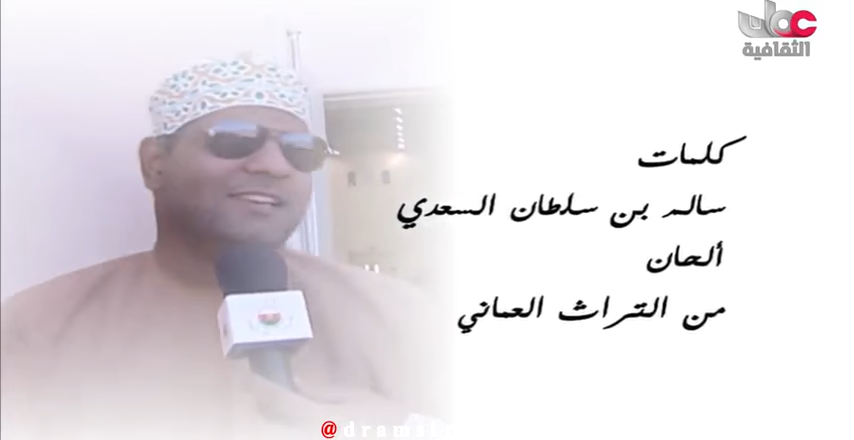 الثقافية
كلمات
سالم بن سلطان السعدي
ألحان
من التراث العماني